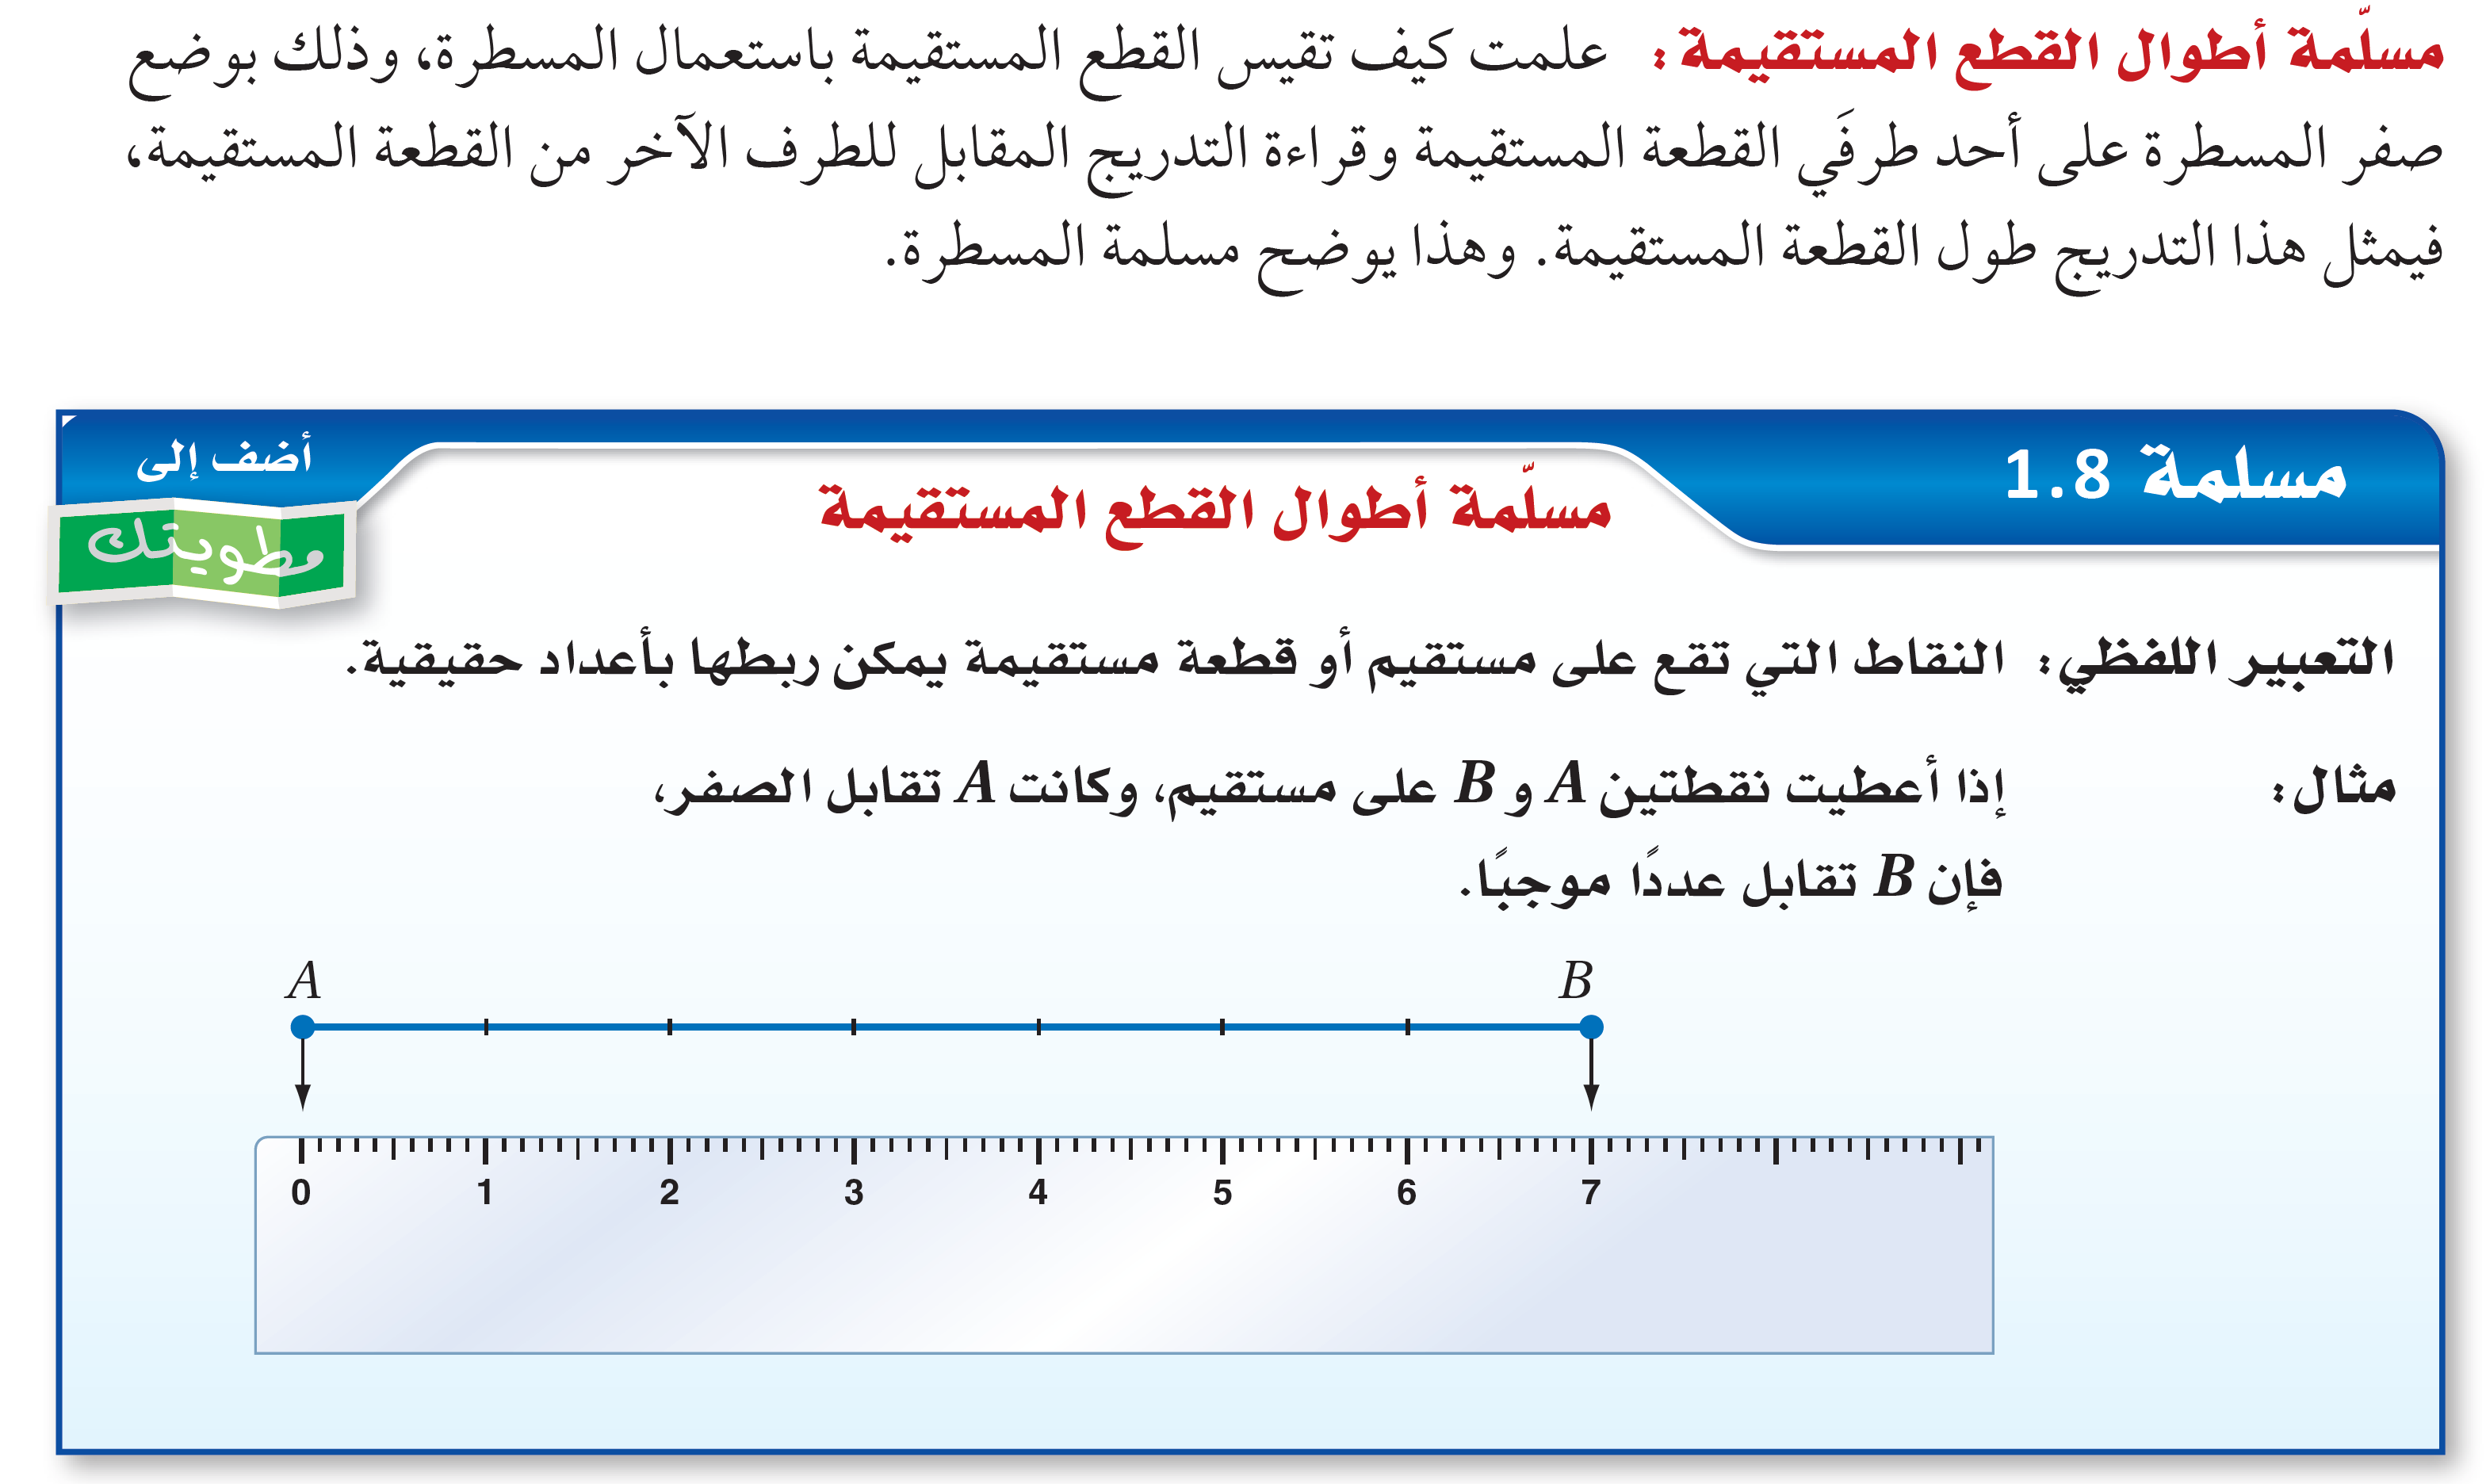 مسلّمة أطوال القطع المستقيمة: علمت كيف تقيس القطع المستقيمة باستعمال المسطرة، وذلك بوضع
صفر المسطرة على أحد طرفَي القطعة المستقيمة وقراءة التدريج المقابل للطرف الآخر من القطعة المستقيمة،
فيمثل هذا التدريج طول القطعة المستقيمة. وهذا يوضح مسلمة المسطرة.
مسلمة 1.8
مسلّمة أطوال القطع المستقيمة
أضف إلى
مطويتك
التعبير اللفظي: النقاط التي تقع على مستقيم أو قطعة مستقيمة يمكن ربطها بأعداد حقيقية.
مثال: إذا أعطيت نقطتين A و B على مستقيم، وكانت A تقابل الصفر،
فإن B تقابل عددًا موجبًا.
A B
0 1 2 3 4 5 6 7